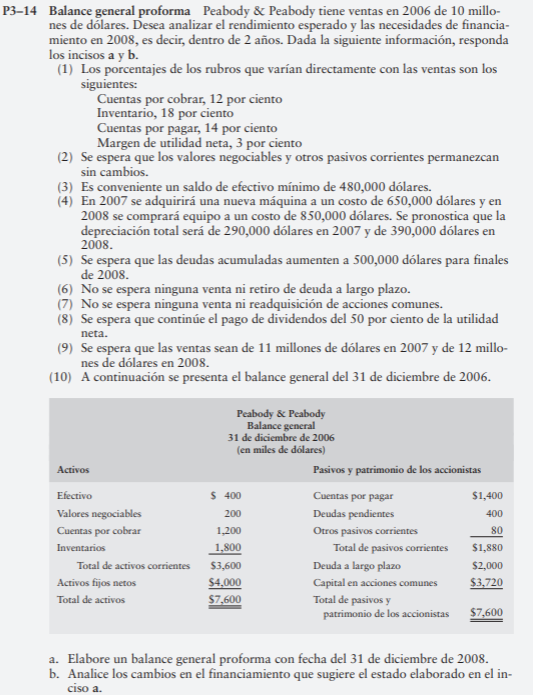 P3–14 Balance general proforma Peabody & Peabody tiene ventas en 2006 de 10 millo-
nes de dólares. Desea analizar el rendimiento esperado y las necesidades de financia-
miento en 2008, es decir, dentro de 2 años. Dada la siguiente información, responda
los incisos a y b.
(1) Los porcentajes de los rubros que varían directamente con las ventas son los
siguientes:
Cuentas por cobrar, 12 por ciento
Inventario, 18 por ciento
Cuentas por pagar, 14 por ciento
Margen de utilidad neta, 3 por ciento
(2) Se espera que los valores negociables y otros pasivos corrientes permanezcan
sin cambios.
(3) Es conveniente un saldo de efectivo mínimo de 480,000 dólares.
(4) En 2007 se adquirirá una nueva máquina a un costo de 650,000 dólares y en
2008 se comprará equipo a un costo de 850,000 dólares. Se pronostica que la
depreciación total será de 290,000 dólares en 2007 y de 390,000 dólares en
2008.
(5) Se espera que las deudas acumuladas aumenten a 500,000 dólares para finales
de 2008.
(6) No se espera ninguna venta ni retiro de deuda a largo plazo.
(7) No se espera ninguna venta ni readquisición de acciones comunes.
(8) Se espera que continúe el pago de dividendos del 50 por ciento de la utilidad
neta.
(9) Se espera que las ventas sean de 11 millones de dólares en 2007 y de 12 millo-
nes de dólares en 2008.
(10) A continuación se presenta el balance general del 31 de diciembre de 2006.
Peabody & Peabody
Balance general
31 de diciembre de 2006
(en miles de dólares)
Activos Pasivos y patrimonio de los accionistas
Efectivo $ 400 Cuentas por pagar $1,400
Valores negociables 200 Deudas pendientes 400
Cuentas por cobrar 1,200 Otros pasivos corrientes 80
Inventarios 1,800 Total de pasivos corrientes $1,880
Total de activos corrientes $3,600 Deuda a largo plazo $2,000
Activos fijos netos $4,000 Capital en acciones comunes $3,720
Total de activos $7,600 Total de pasivos y
patrimonio de los accionistas $7,600
a. Elabore un balance general proforma con fecha del 31 de diciembre de 2008.
b. Analice los cambios en el financiamiento que sugiere el estado elaborado en el in-
ciso a.